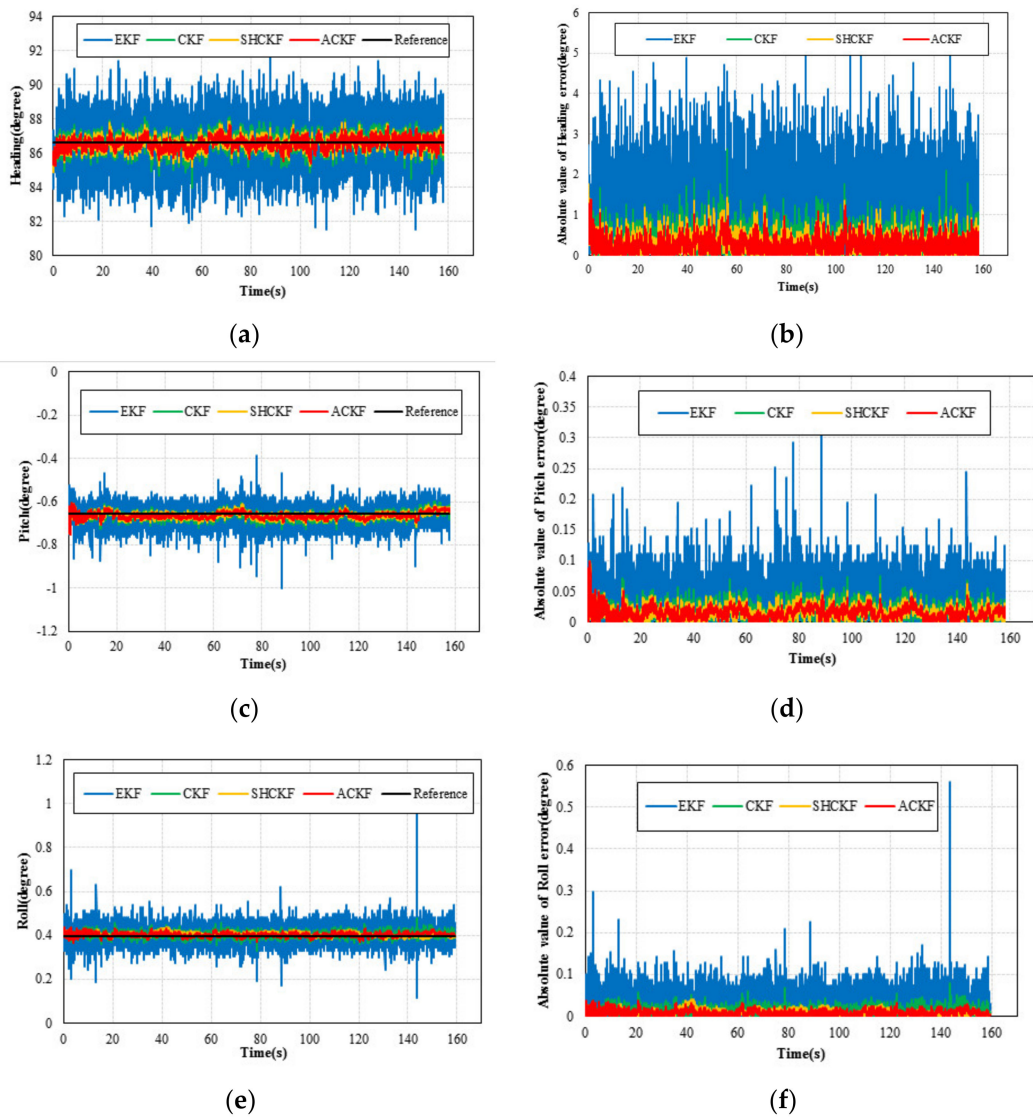 94
92
90
88
86
84
82
80
Heading(degree)
EKF CKF SHCKF ACKF Reference
0 20 40 60 80 100 120 140 160
Time(s)
(a)
6
5
4
3
2
1
0
Absolute value of Heading error(degree)
EKF CKF SHCKF ACKF
0 20 40 60 80 100 120 140 160
Time(s)
(b)
0
-0.2
-0.4
-0.6
-0.8
-1
-1.2
Pitch(degree)
EKF CKF SHCKF ACKF Reference
0 20 40 60 80 100 120 140 160
Time(s)
(c)
0.4
0.35
0.3
0.25
0.2
0.15
0.1
0.05
0
Absolute value of Pitch error(degree)
EKF CKF SHCKF ACKF
0 20 40 60 80 100 120 140 160
Time(s)
(d)
1.2
1
0.8
0.6
0.4
0.2
0
Roll(degree)
EKF CKF SHCKF ACKF Reference
0 20 40 60 80 100 120 140 160
Time(s)
(e)
0.6
0.5
0.4
0.3
0.2
0.1
0
Absolute value of Roll error(degree)
EKF CKF SHCKF ACKF
0 20 40 60 80 100 120 140 160
Time(s)
(f)